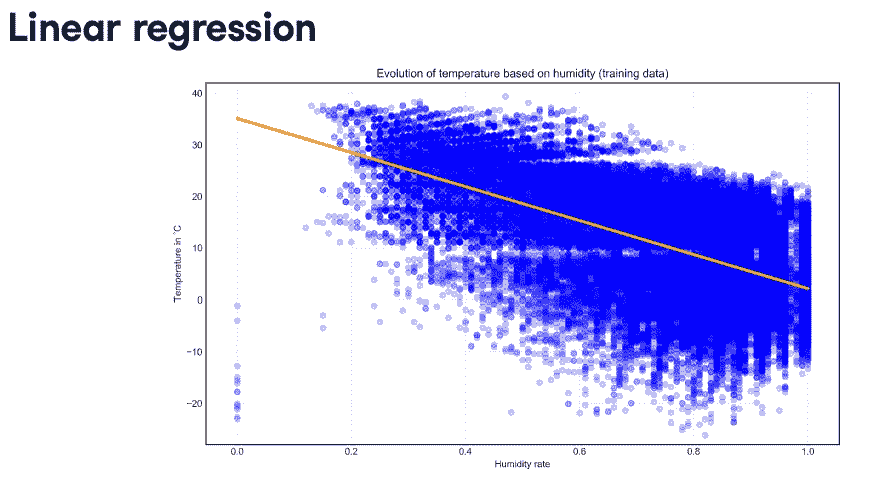 Linear regression
Evolution of temperature based on humidity (training data)
40
30
20
10
0
−10
−20
Temperature in ˚C
0.0 0.2 0.4 0.6 0.8 1.0
Humidity rate